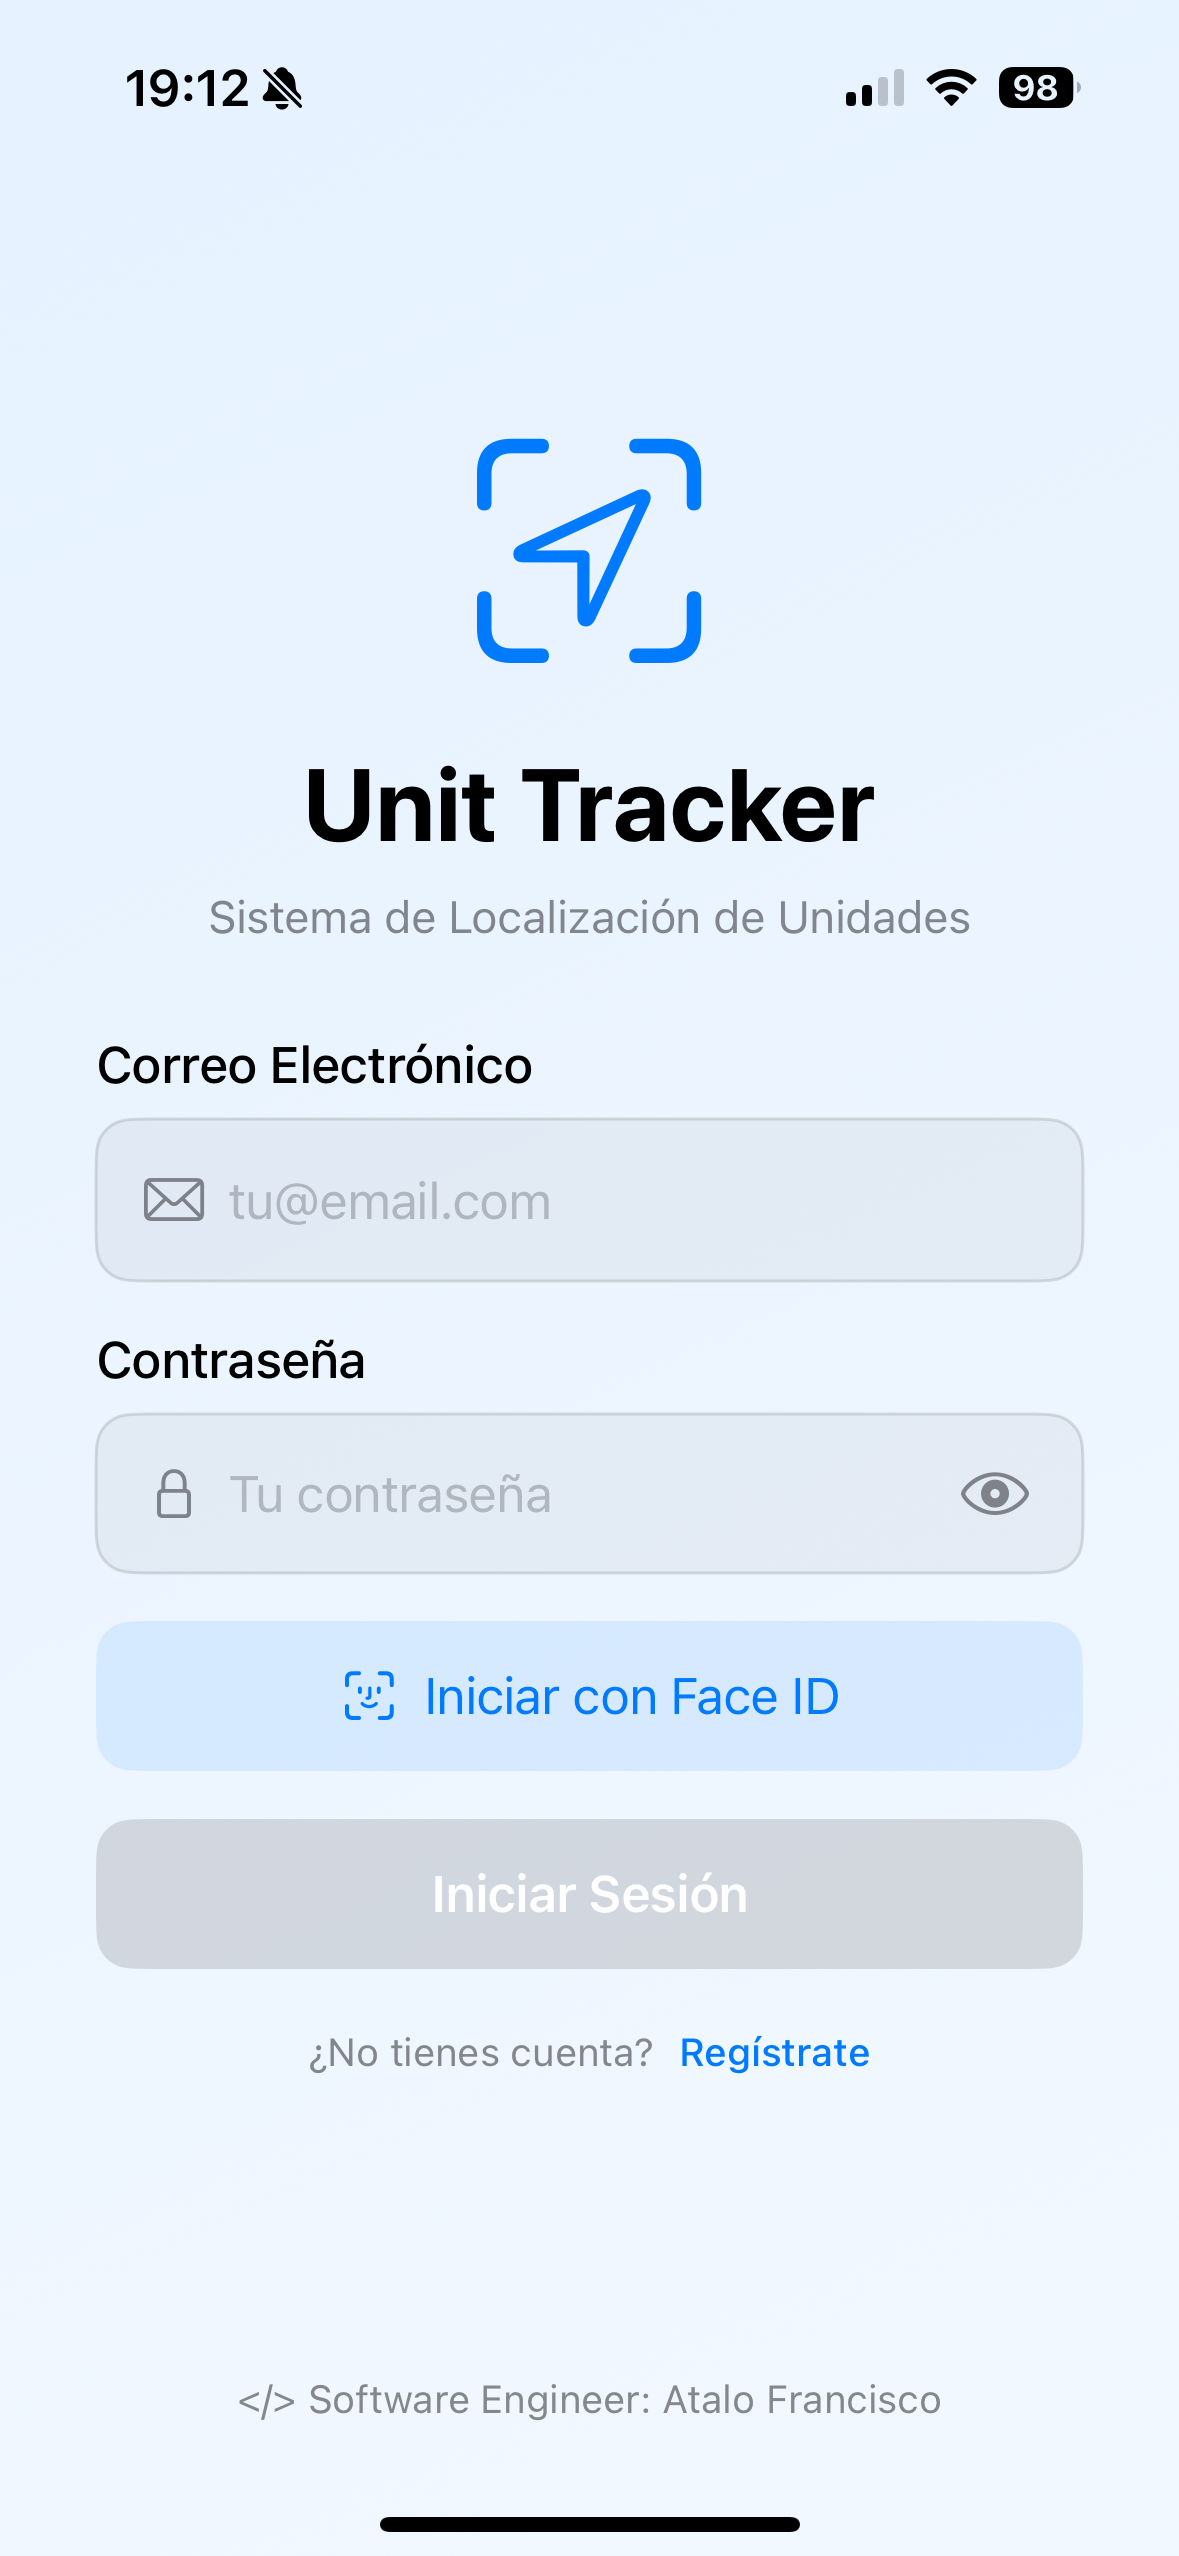 19:12
98
Unit Tracker
Sistema de Localización de Unidades
Correo Electrónico
tu@email.com
Contraseña
Tu contraseña
Iniciar con Face ID
Iniciar Sesión
¿No tienes cuenta? Regístrate
</> Software Engineer: Atalo Francisco